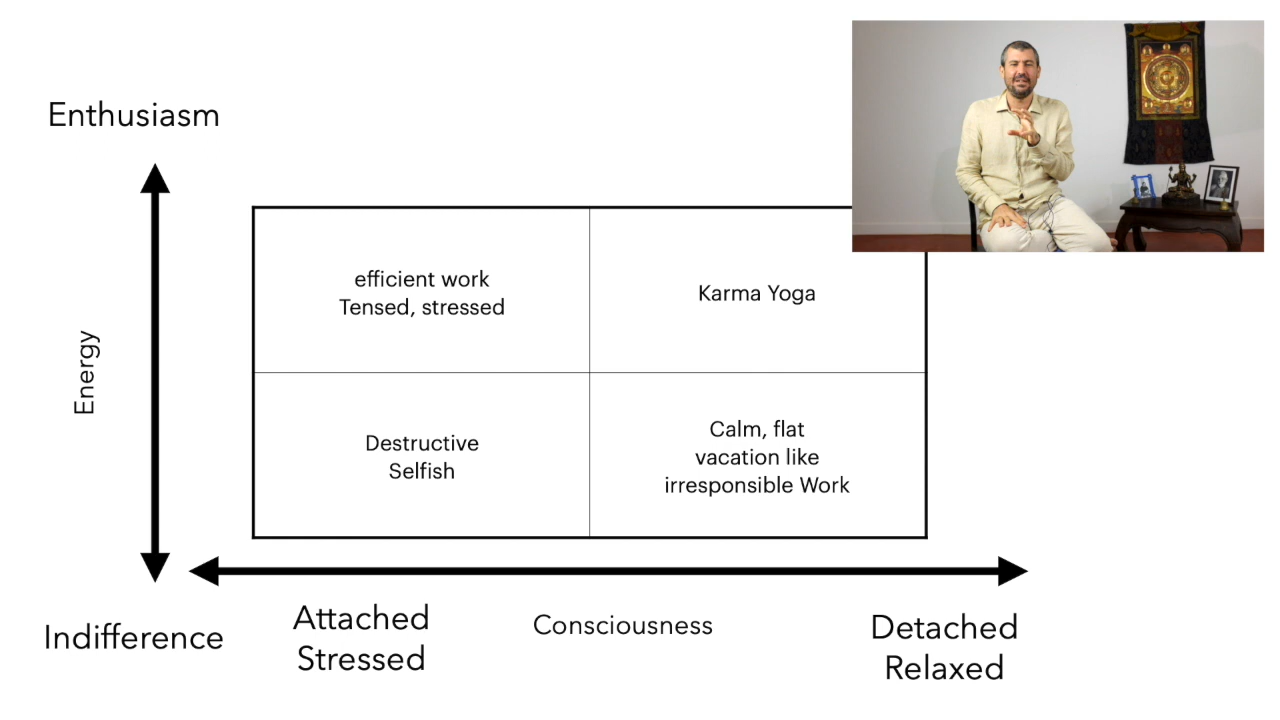 Enthusiasm
Energy
efficient work
Tensed, stressed
Karma Yoga
Destructive
Selfish
Calm, flat
vacation like
irresponsible Work
Indifference
Attached
Stressed
Consciousness
Detached
Relaxed